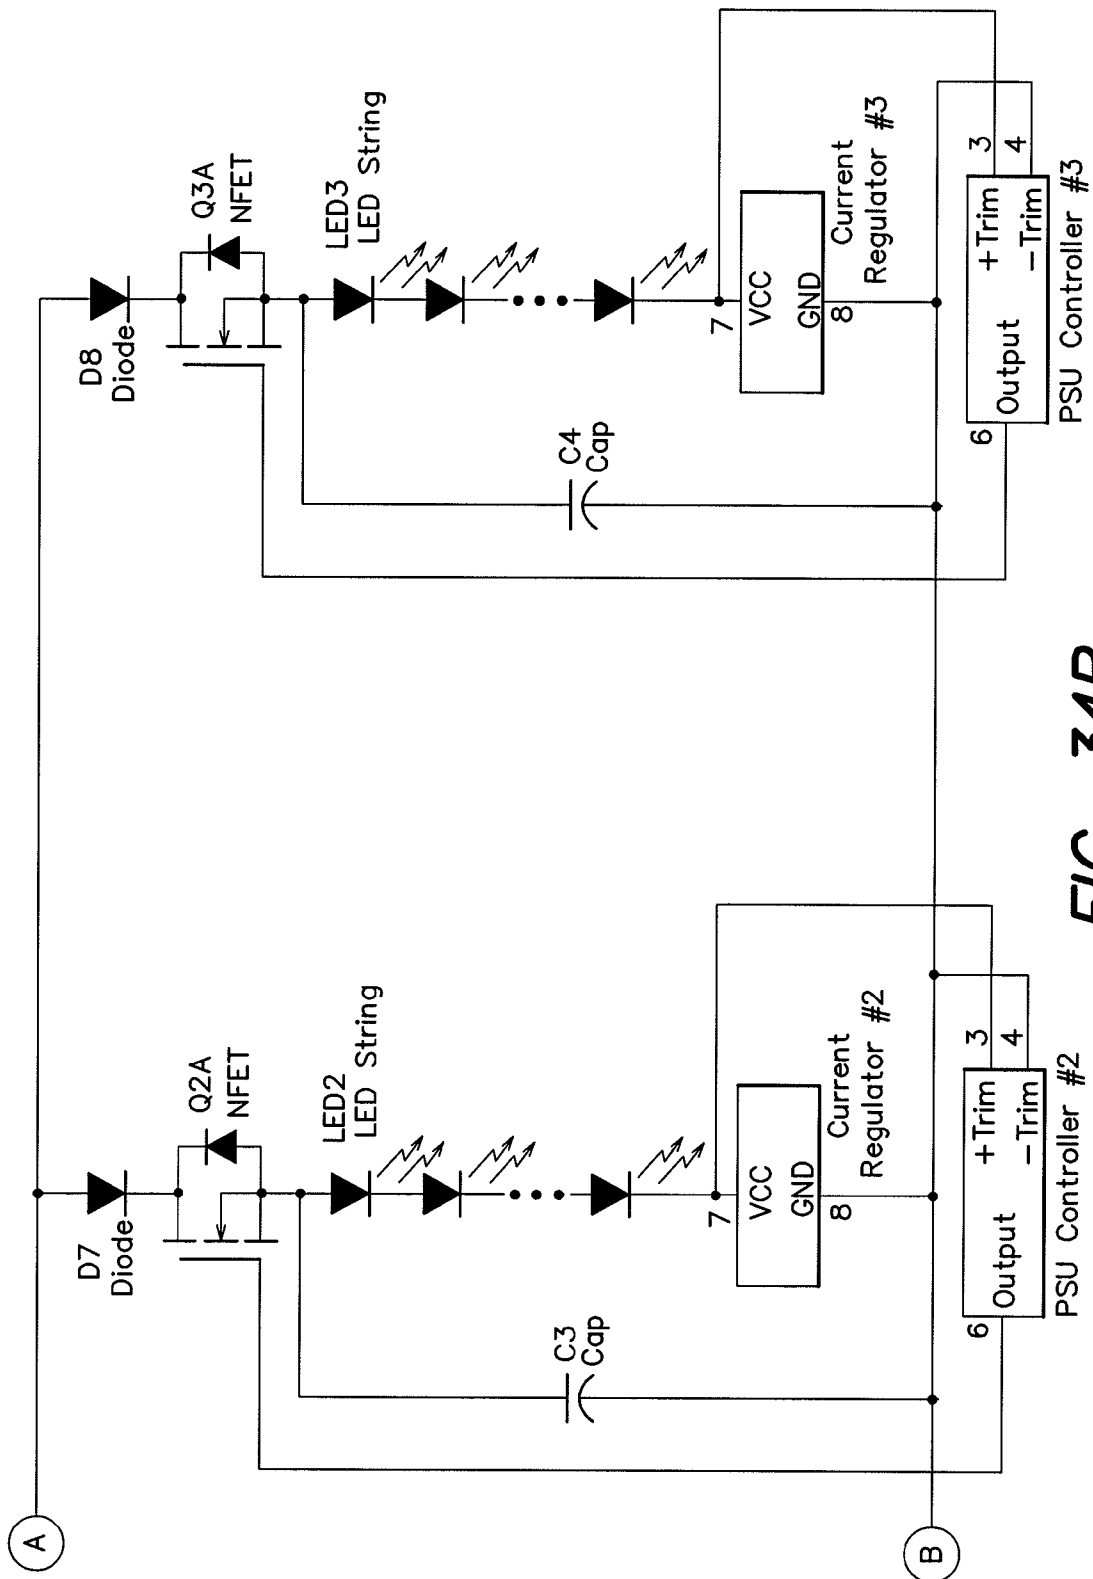 A
D7
Diode
Q2A
NFET
LED2
LED String
C3
Cap
7
VCC
GND
8
Current
Regulator #2
B
6
Output
+Trim
-Trim
3
4
PSU Controller #2
D8
Diode
Q3A
NFET
LED3
LED String
C4
Cap
7
VCC
GND
8
Current
Regulator #3
6
Output
+Trim
-Trim
3
4
PSU Controller #3
FIG. 34B